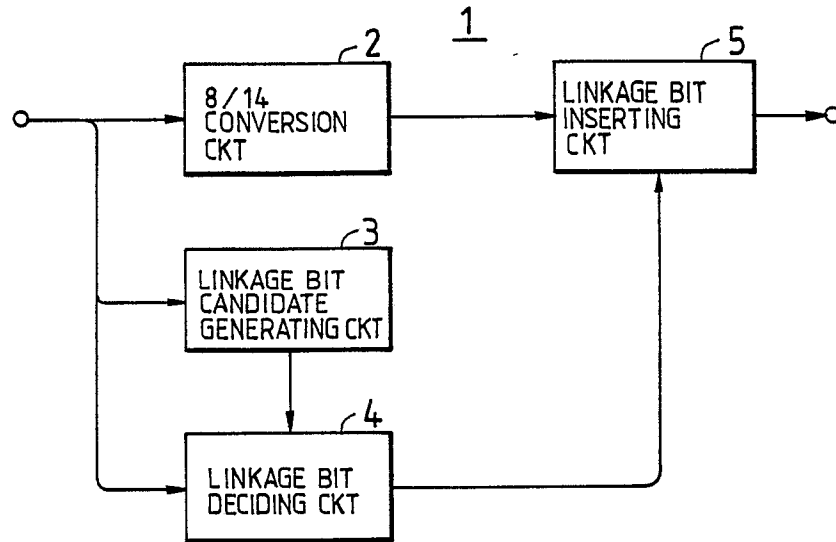 1
2
8/14
CONVERSION
CKT
5
LINKAGE BIT
INSERTING
CKT
3
LINKAGE BIT
CANDIDATE
GENERATING CKT
4
LINKAGE BIT
DECIDING CKT